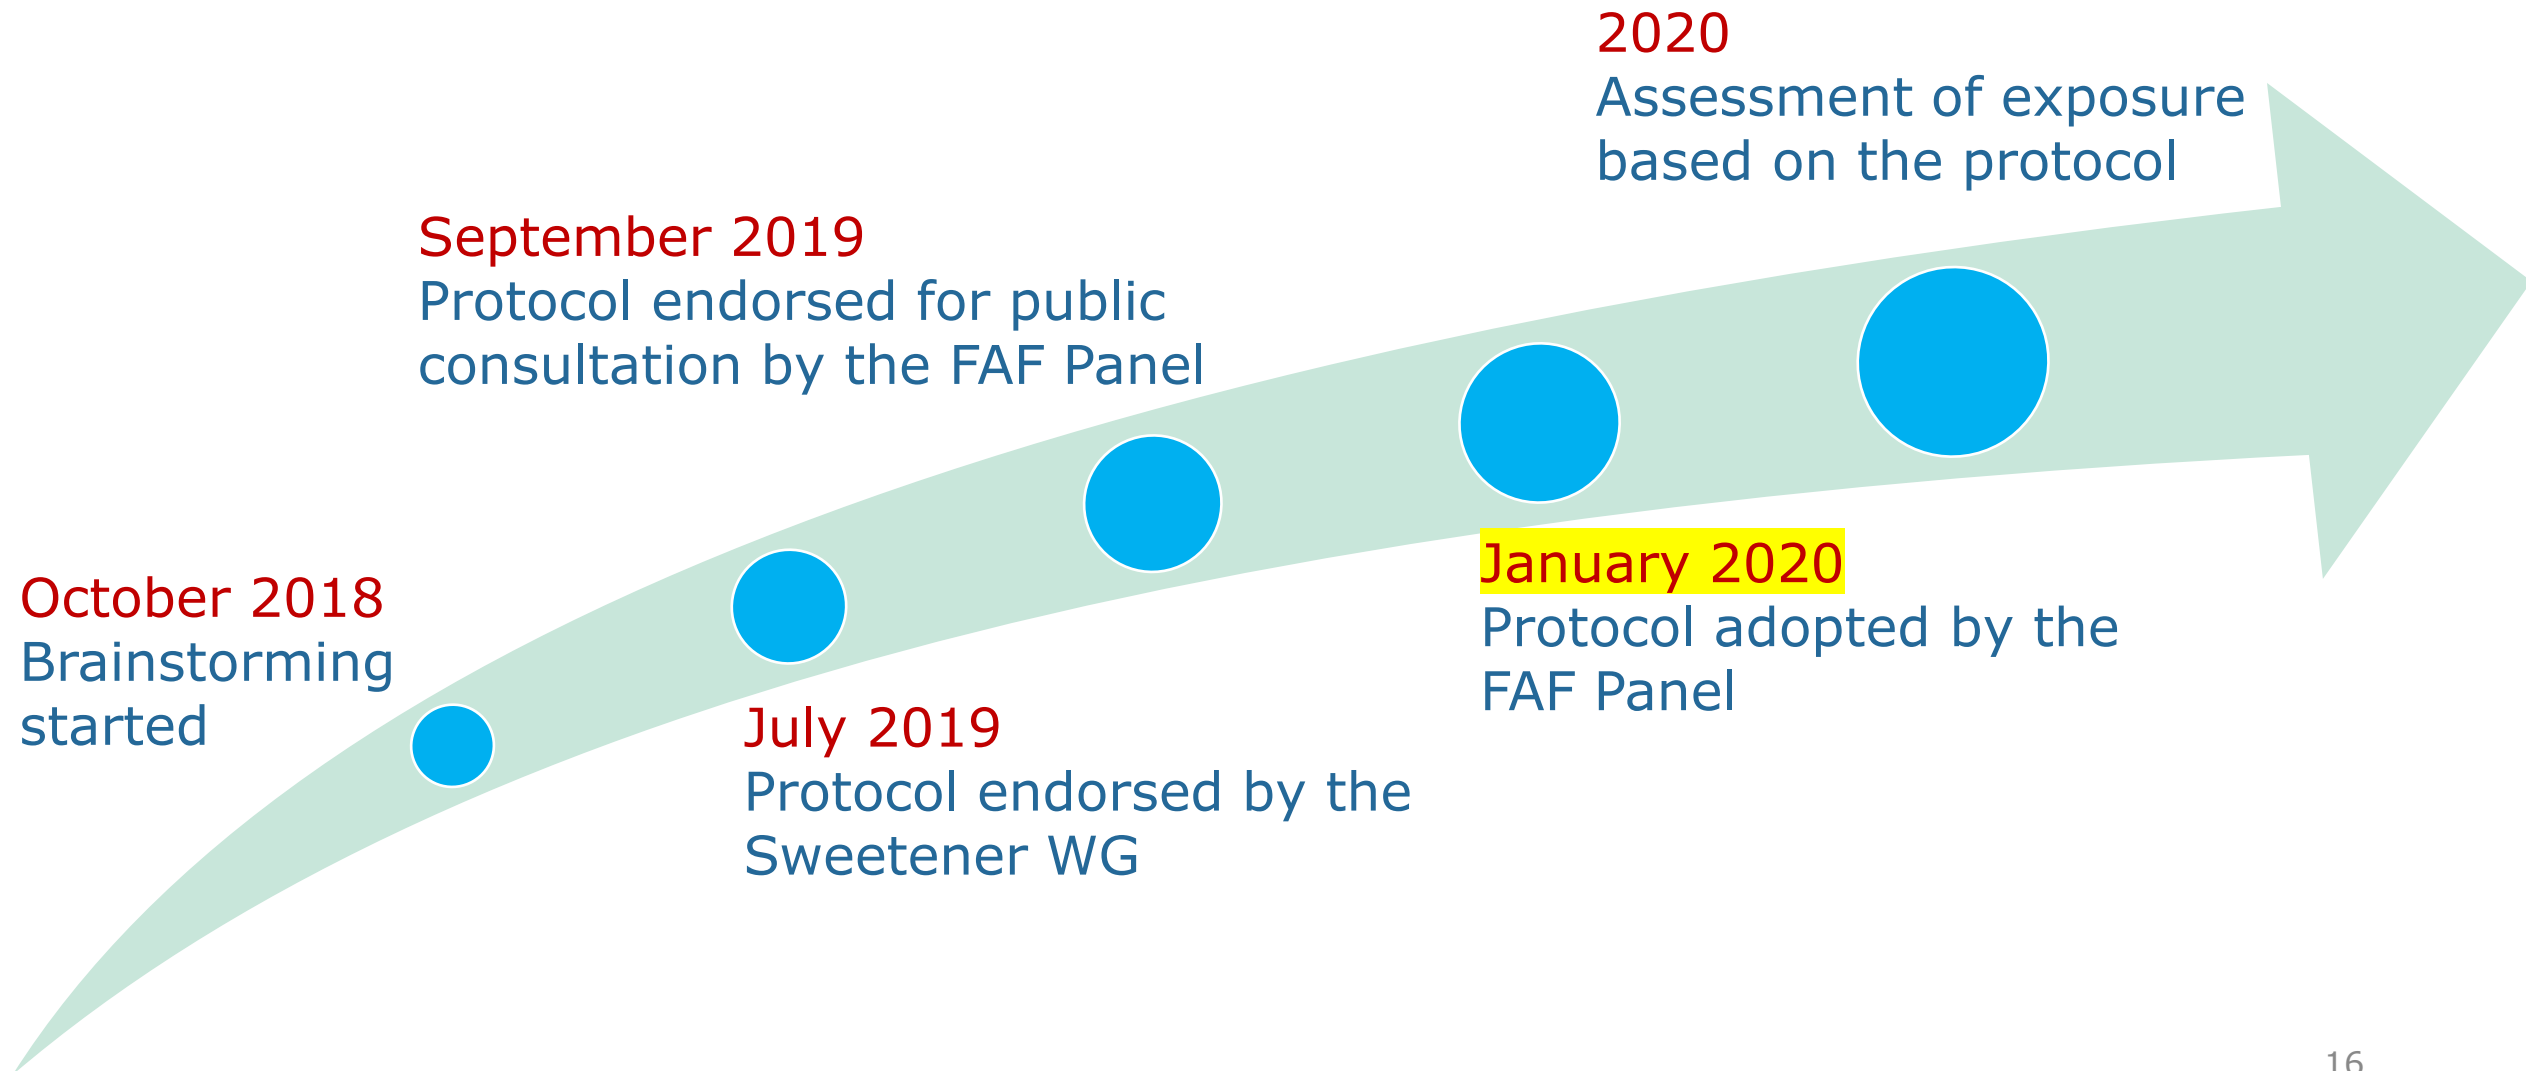 October 2018
Brainstorming
started
July 2019
Protocol endorsed by the
Sweetener WG
September 2019
Protocol endorsed for public
consultation by the FAF Panel
January 2020
Protocol adopted by the
FAF Panel
2020
Assessment of exposure
based on the protocol
16